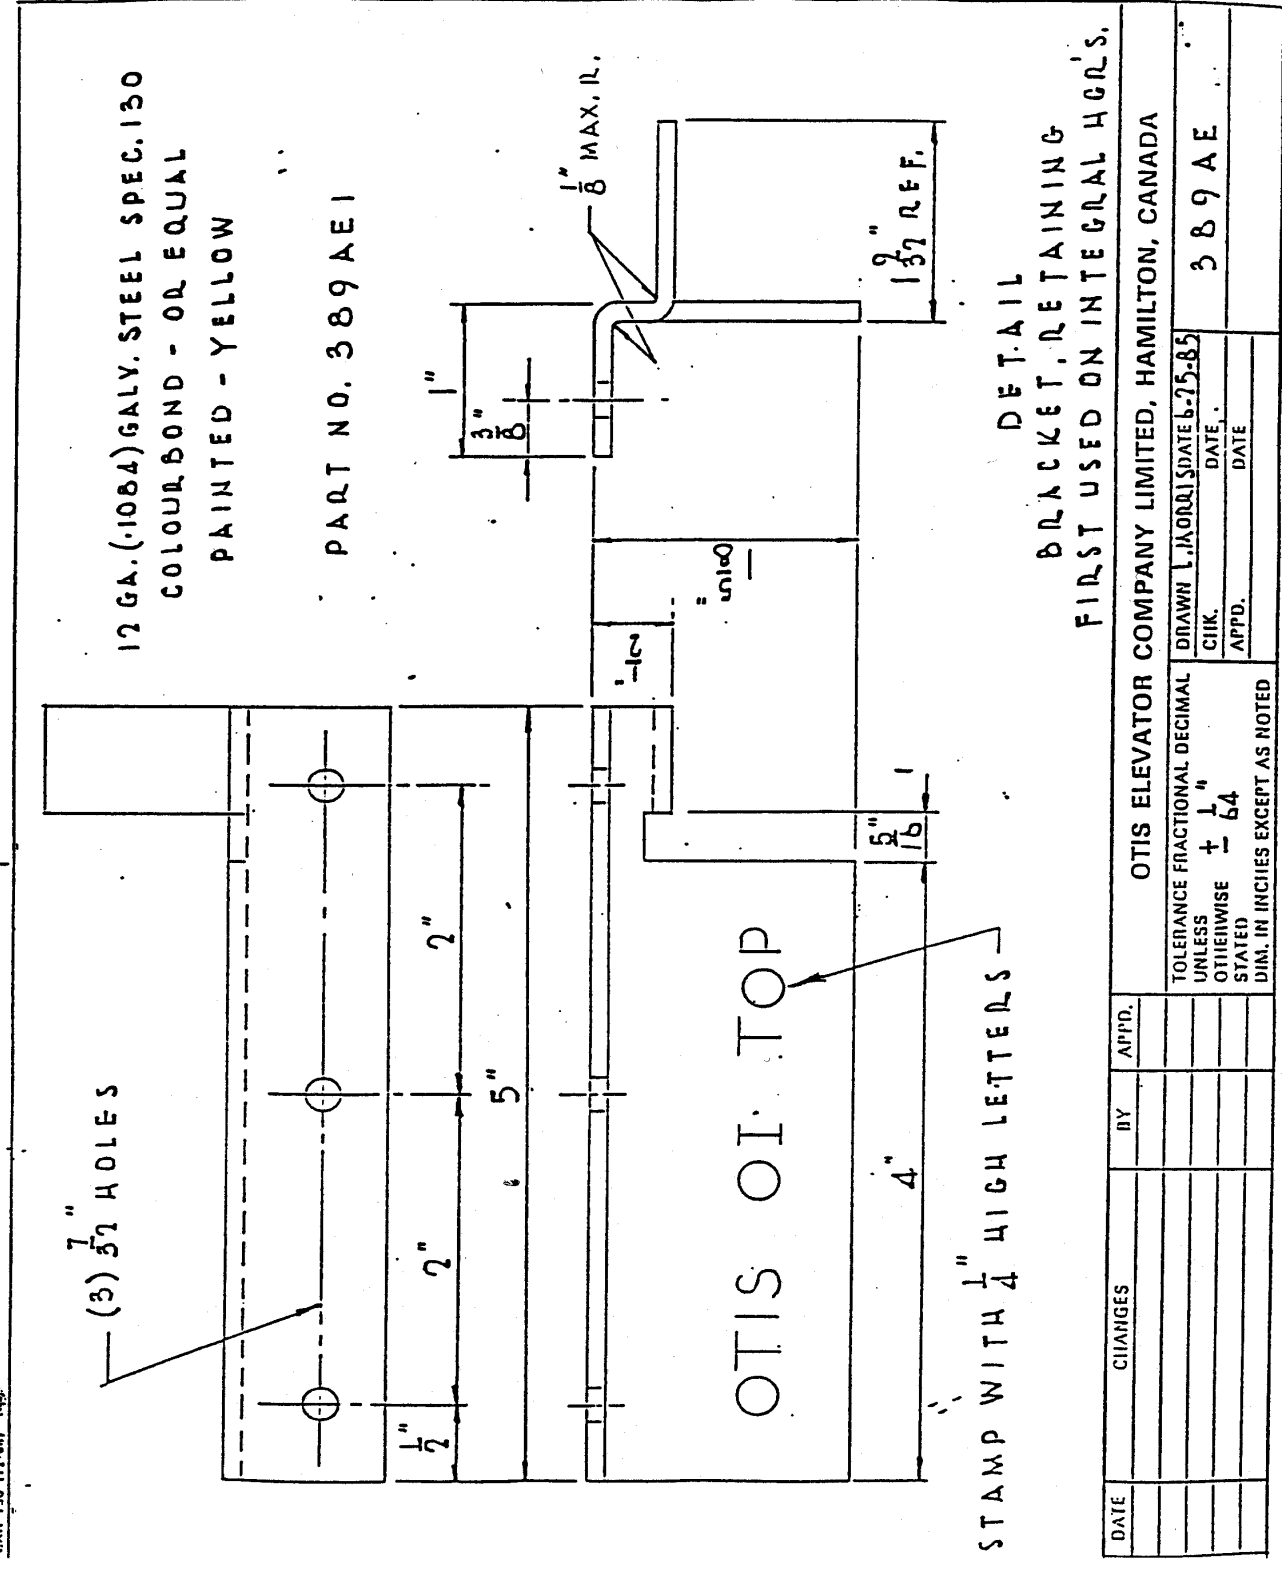 12 GA. (.1084) GALV. STEEL SPEC. 130
COLOURBOND - OR EQUAL
PAINTED - YELLOW
PART NO. 389AE1
(3) 7/32" HOLES
1/2"
2"
2"
5"
1"
3/8"
1/8" MAX. R.
1 9/32" REF.
1/2"
1 5/8"
5/16"
4"
OTIS OI. TOP
STAMP WITH 1/4" HIGH LETTERS
DETAIL
BRACKET, RETAINING
FIRST USED ON INTEGRAL HGR'S.
OTIS ELEVATOR COMPANY LIMITED, HAMILTON, CANADA
DATE CHANGES BY APPD.
TOLERANCE FRACTIONAL DECIMAL
UNLESS
OTHERWISE ± 1/64"
STATED
DIM. IN INCHES EXCEPT AS NOTED
DRAWN L. MORRIS DATE 6-25-85
CHK. DATE
APPD. DATE
389AE